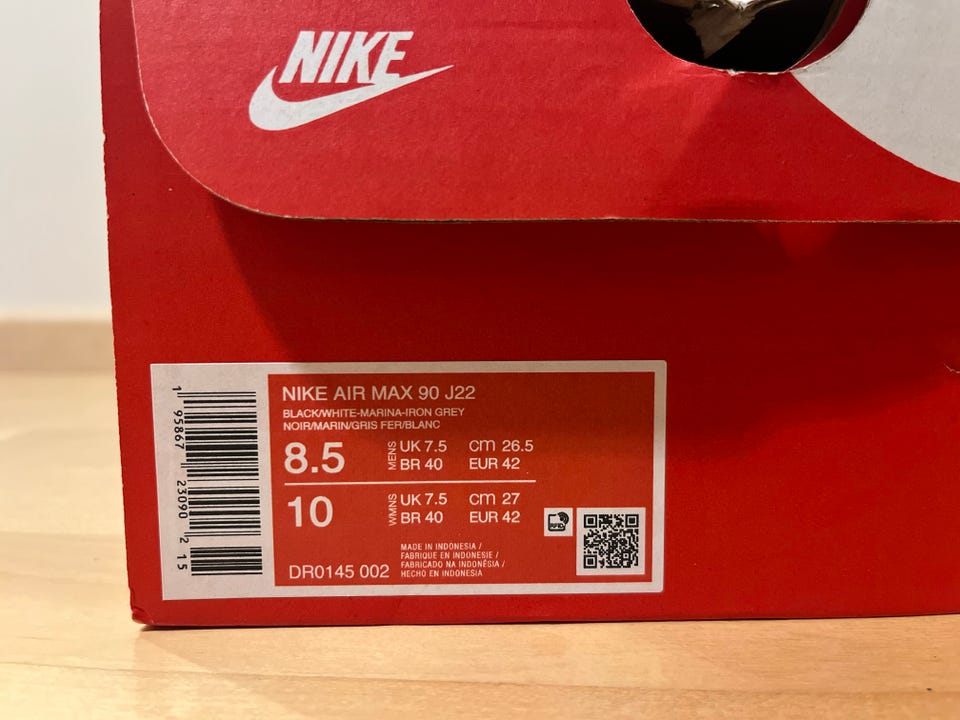 NIKE
NIKE AIR MAX 90 J22
BLACK/WHITE-MARINA-IRON GREY
NOIR/MARIN/GRIS FER/BLANC
8.5 MENS UK 7.5 CM 26.5
BR 40 EUR 42
10 WMNS UK 7.5 CM 27
BR 40 EUR 42
MADE IN INDONESIA /
FABRIQUE EN INDONESIE /
FABRICADO NA INDONÉSIA /
HECHO EN INDONESIA
DR0145 002
RFID
1 95867 23090 2 15